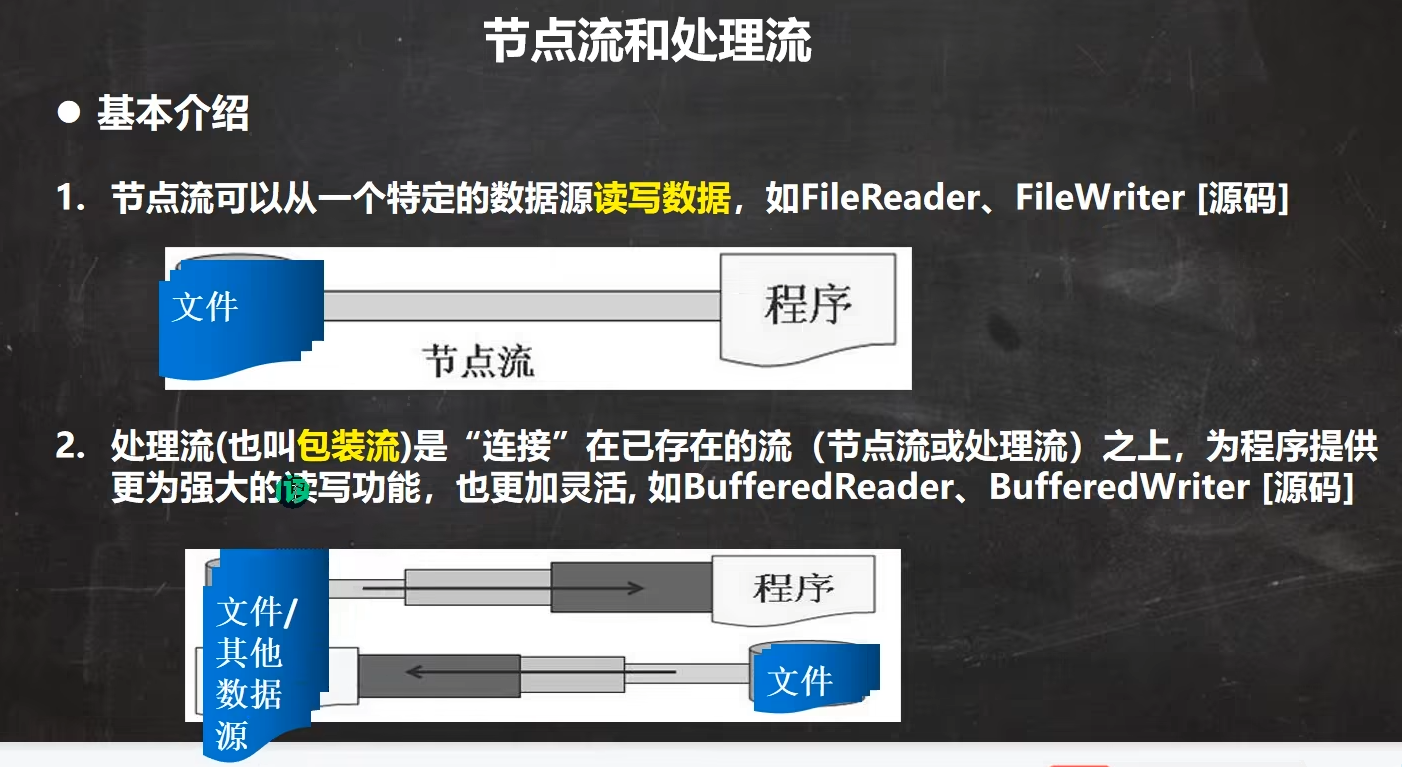 节点流和处理流
● 基本介绍
1. 节点流可以从一个特定的数据源读写数据，如FileReader、FileWriter [源码]
文件
程序
节点流
2. 处理流(也叫包装流)是“连接”在已存在的流（节点流或处理流）之上，为程序提供
更为强大的读写功能，也更加灵活, 如BufferedReader、BufferedWriter [源码]
文件/
其他
数据
源
程序
文件